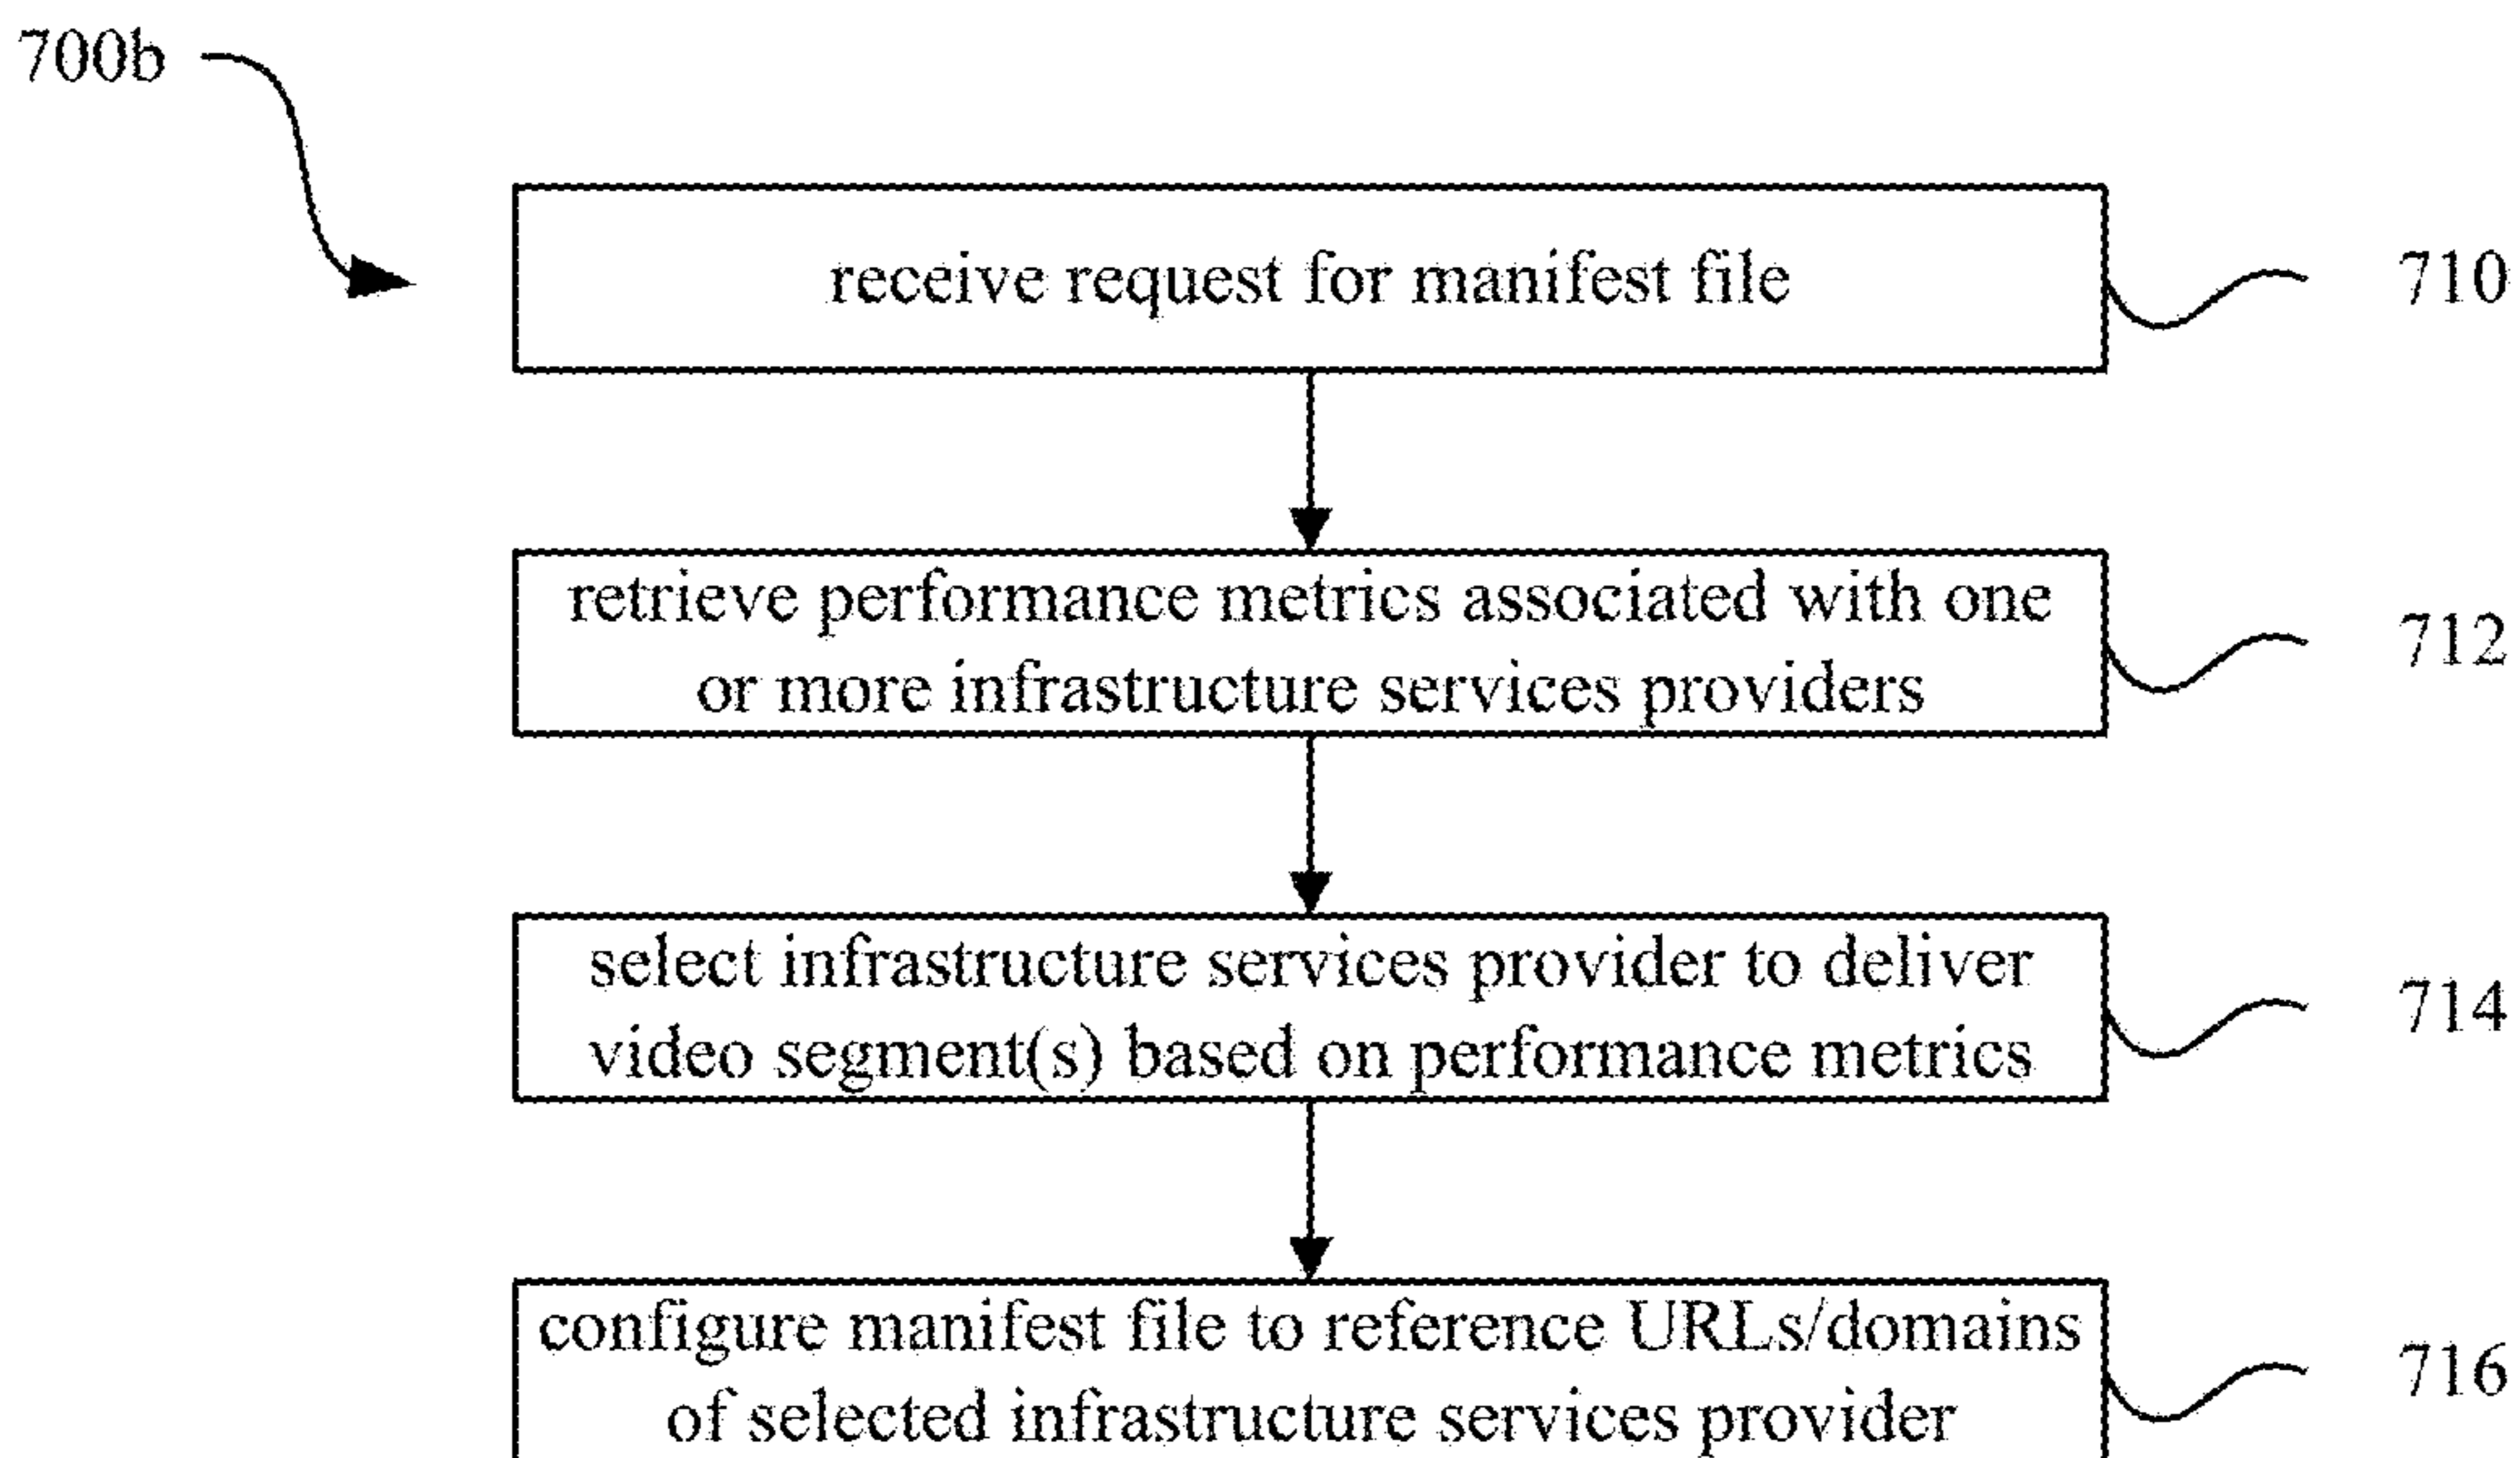 700b
receive request for manifest file
710
retrieve performance metrics associated with one
or more infrastructure services providers
712
select infrastructure services provider to deliver
video segment(s) based on performance metrics
714
configure manifest file to reference URLs/domains
of selected infrastructure services provider
716